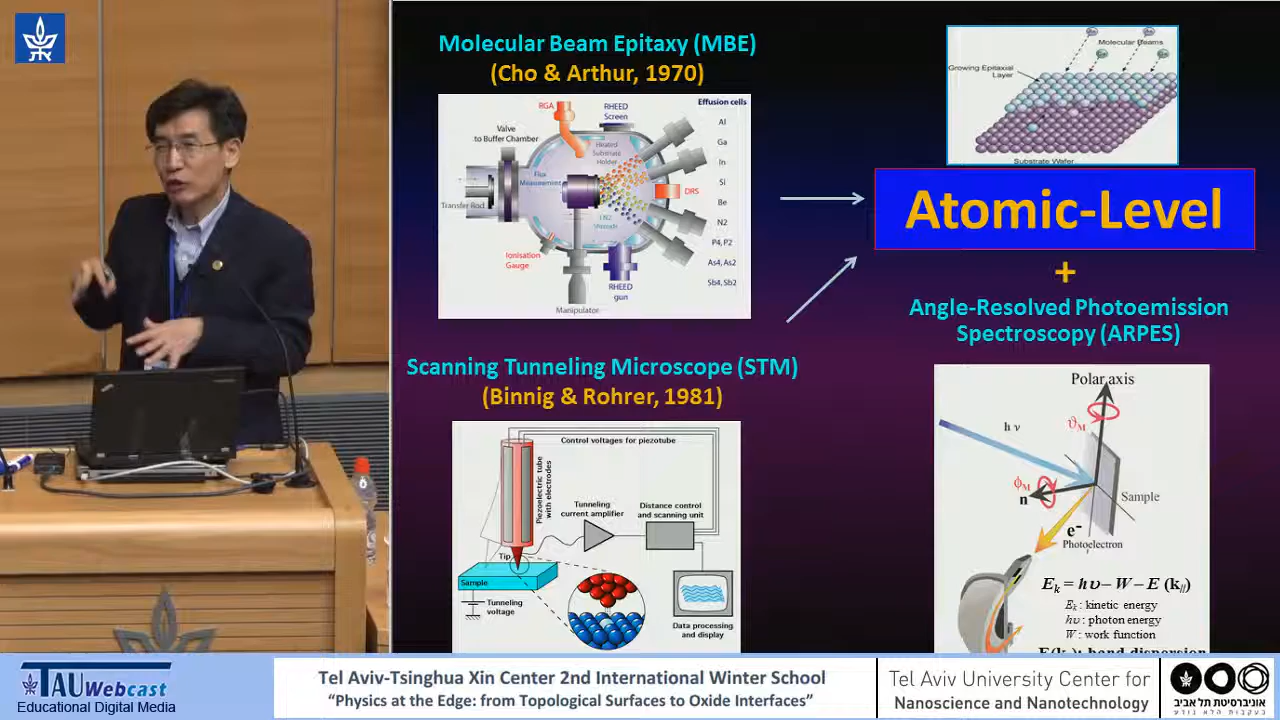 Molecular Beam Epitaxy (MBE)
(Cho & Arthur, 1970)
RGA
RHEED
Screen
Effusion cells
Valve
to Buffer Chamber
Heated
Substrate
Holder
Flux
Measurement
Transfer Rod
LN2
Ionisation
Gauge
RHEED
gun
Manipulator
DRS
Al
Ga
In
Si
Be
N2
P4, P2
As4, As2
Sb4, Sb2
Molecular Beams
Growing Epitaxial
Layer
Substrate Wafer
Atomic-Level
+
Angle-Resolved Photoemission
Spectroscopy (ARPES)
Scanning Tunneling Microscope (STM)
(Binnig & Rohrer, 1981)
Control voltages for piezotube
Piezoelectric tube
with electrodes
Tunneling
current amplifier
Distance control
and scanning unit
Tip
Sample
Tunneling
voltage
Data processing
and display
Polar axis
h ν
ϑM
ϕM
n
Sample
e-
Photoelectron
Ek = hυ – W – E (k//)
Ek : kinetic energy
hυ : photon energy
W : work function
band dispersion
TAU Webcast
Educational Digital Media
Tel Aviv-Tsinghua Xin Center 2nd International Winter School
“Physics at the Edge: from Topological Surfaces to Oxide Interfaces”
Tel Aviv University Center for
Nanoscience and Nanotechnology
אוניברסיטת תל אביב